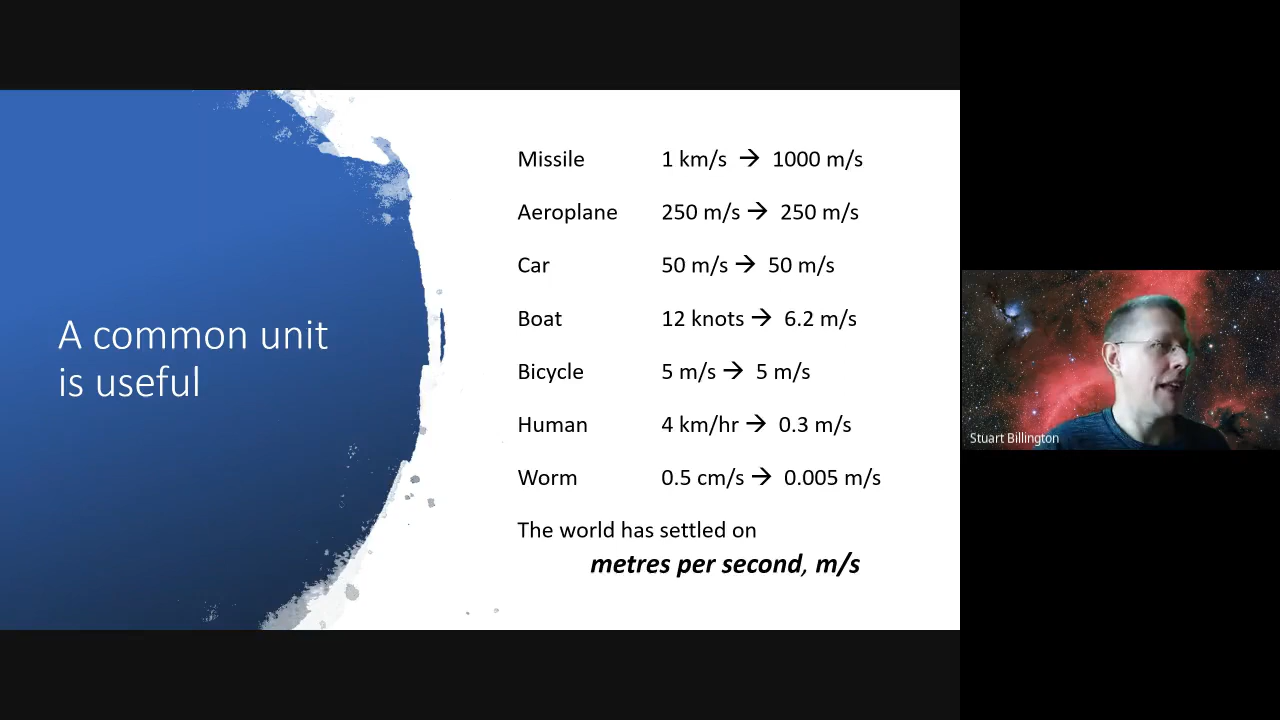 A common unit
is useful
Missile 1 km/s → 1000 m/s
Aeroplane 250 m/s → 250 m/s
Car 50 m/s → 50 m/s
Boat 12 knots → 6.2 m/s
Bicycle 5 m/s → 5 m/s
Human 4 km/hr → 0.3 m/s
Worm 0.5 cm/s → 0.005 m/s
The world has settled on
metres per second, m/s
Stuart Billington